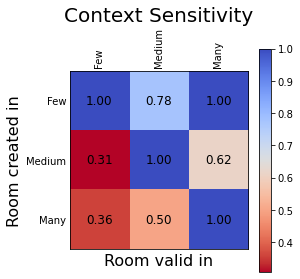 Context Sensitivity
Few
Medium
Many
Room created in
Few 1.00 0.78 1.00
Medium 0.31 1.00 0.62
Many 0.36 0.50 1.00
Room valid in
1.0
0.9
0.8
0.7
0.6
0.5
0.4